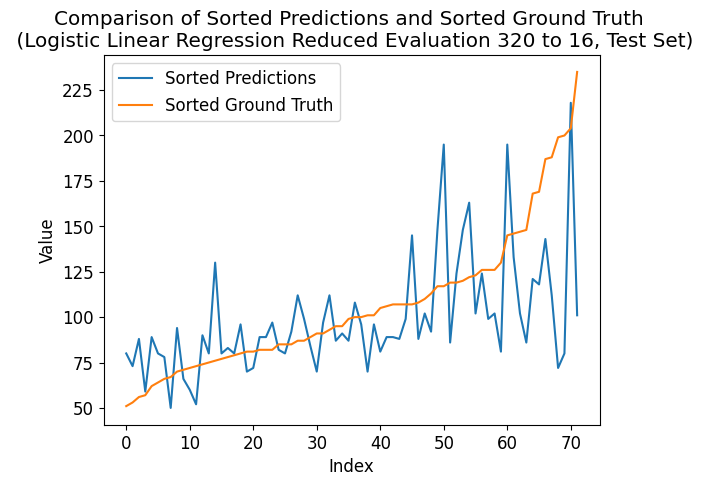 Comparison of Sorted Predictions and Sorted Ground Truth
(Logistic Linear Regression Reduced Evaluation 320 to 16, Test Set)
Sorted Predictions
Sorted Ground Truth
225
200
175
150
125
100
75
50
Value
0 10 20 30 40 50 60 70
Index